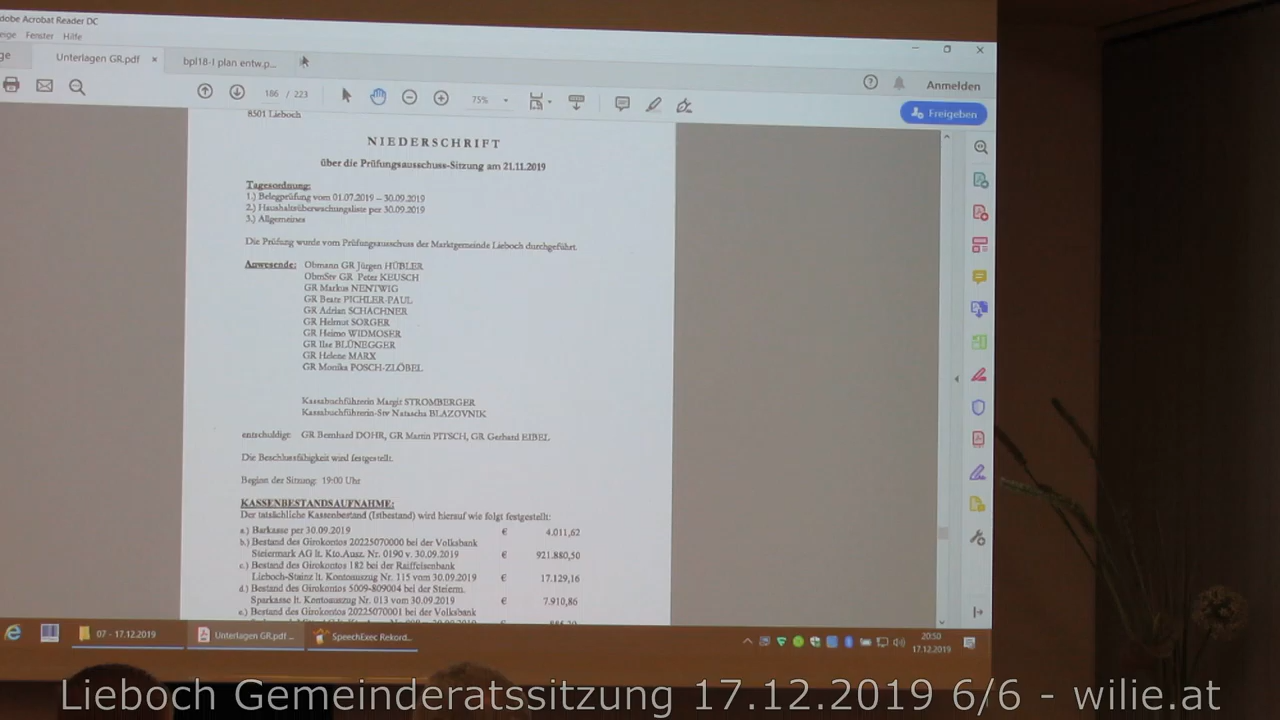 Adobe Acrobat Reader DC
Fenster Hilfe
Unterlagen GR.pdf × bpl18-I plan entw.p...
186 / 223 75% Anmelden
Freigeben
8501 Lieboch
NIEDERSCHRIFT
über die Prüfungsausschuss-Sitzung am 21.11.2019
Tagesordnung:
1.) Belegprüfung vom 01.07.2019 – 30.09.2019
2.) Haushaltsüberwachungsliste per 30.09.2019
3.) Allgemeines
Die Prüfung wurde vom Prüfungsausschuss der Marktgemeinde Lieboch durchgeführt.
Anwesende: Obmann GR Jürgen HÜBLER
ObmStv GR Peter KEUSCH
GR Markus NENTWIG
GR Beate PICHLER-PAUL
GR Adrian SCHACHNER
GR Helmut SORGER
GR Heimo WIDMOSER
GR Ilse BLÜNEGGER
GR Helene MARX
GR Monika POSCH-ZLÖBEL
Kassabuchführerin Margit STROMBERGER
Kassabuchführerin-Stv Natascha BLAZOVNIK
entschuldigt: GR Bernhard DOHR, GR Martin PITSCH, GR Gerhard EIBEL
Die Beschlussfähigkeit wird festgestellt.
Beginn der Sitzung: 19:00 Uhr
KASSENBESTANDSAUFNAHME:
Der tatsächliche Kassenbestand (Istbestand) wird hierauf wie folgt festgestellt:
a.) Barkasse per 30.09.2019 € 4.011,62
b.) Bestand des Girokontos 20225070000 bei der Volksbank
Steiermark AG lt. Kto.Ausz. Nr. 0190 v. 30.09.2019 € 921.880,50
c.) Bestand des Girokontos 182 bei der Raiffeisenbank
Lieboch-Stainz lt. Kontoauszug Nr. 115 vom 30.09.2019 € 17.129,16
d.) Bestand des Girokontos 5009-809004 bei der Steierm.
Sparkasse lt. Kontoauszug Nr. 013 vom 30.09.2019 € 7.910,86
e.) Bestand des Girokontos 20225070001 bei der Volksbank
07 - 17.12.2019 Unterlagen GR.pdf ... SpeechExec Rekord... 20:50
17.12.2019
Lieboch Gemeinderatssitzung 17.12.2019 6/6 - wilie.at